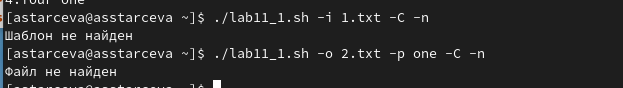 4.four one
[astarceva@asstarceva ~]$ ./lab11_1.sh -i 1.txt -C -n
Шаблон не найден
[astarceva@asstarceva ~]$ ./lab11_1.sh -o 2.txt -p one -C -n
Файл не найден
[astarceva@asstarceva ~]$